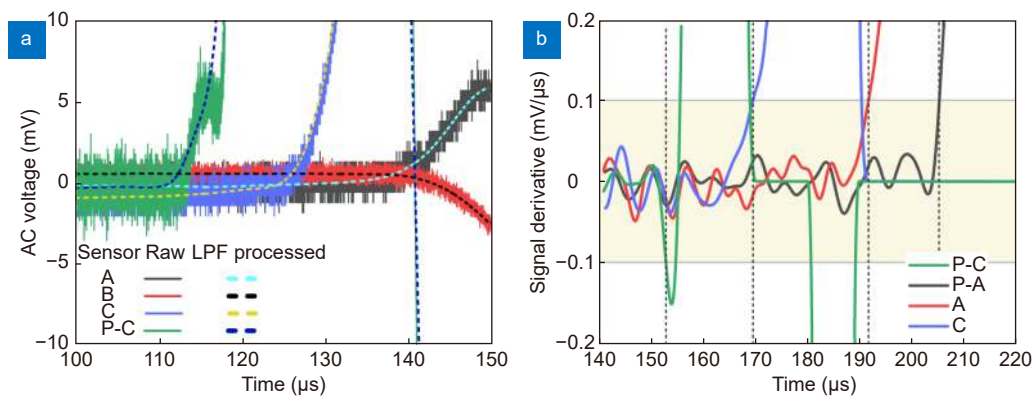 a
AC voltage (mV)
10
5
0
−5
−10
Sensor Raw LPF processed
A
B
C
P-C
100 110 120 130 140 150
Time (μs)
b
Signal derivative (mV/μs)
0.2
0.1
0
−0.1
−0.2
P-C
P-A
A
C
140 150 160 170 180 190 200 210 220
Time (μs)